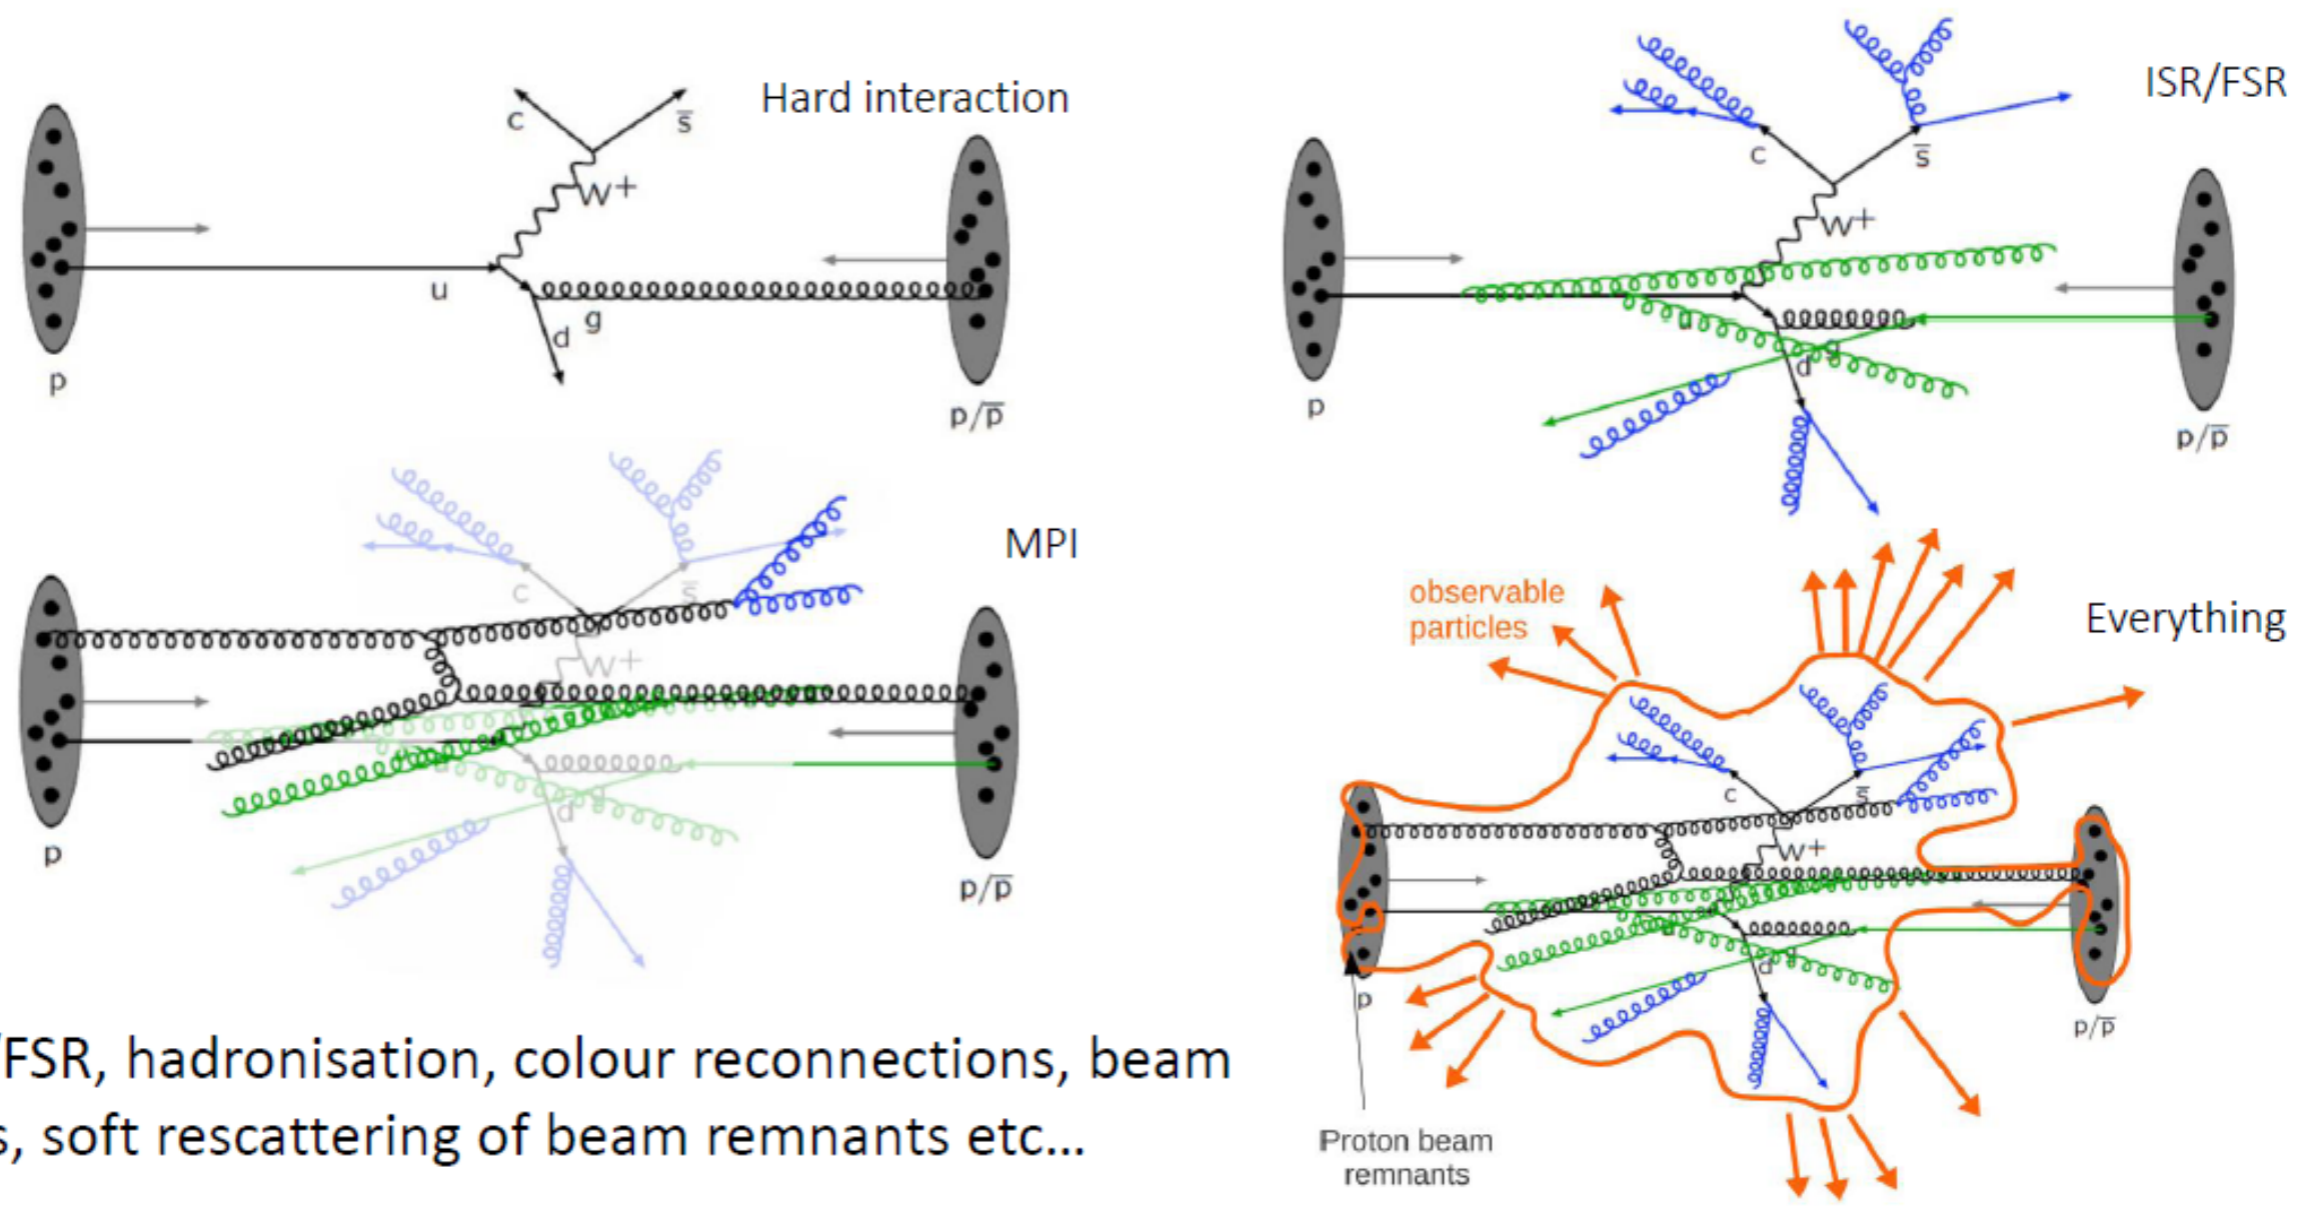 Hard interaction
c
s̅
W+
u
g
d
p
p/p̅
ISR/FSR
c
s̅
W+
u
g
d
p
p/p̅
MPI
c
s̅
W+
g
d
p
p/p̅
Everything
observable
particles
c
s̅
W+
u
g
d
p
p/p̅
Proton beam
remnants
/FSR, hadronisation, colour reconnections, beam
s, soft rescattering of beam remnants etc...